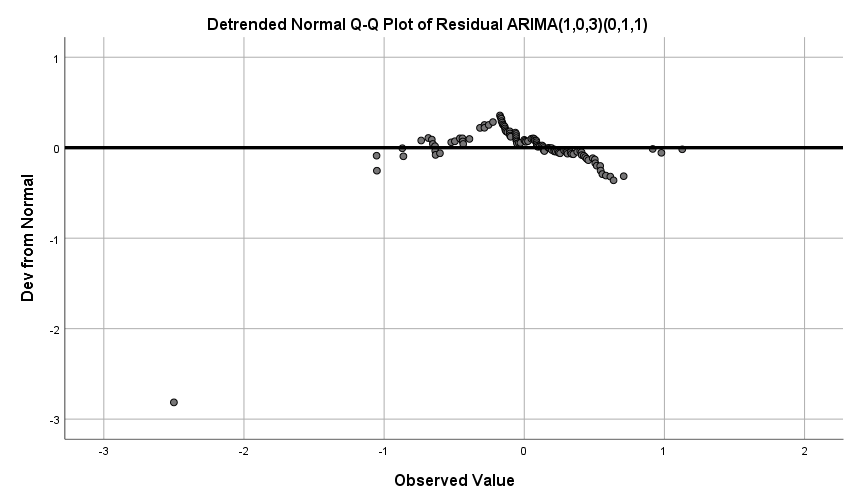 Detrended Normal Q-Q Plot of Residual ARIMA(1,0,3)(0,1,1)
Dev from Normal
1
0
-1
-2
-3
-3 -2 -1 0 1 2
Observed Value